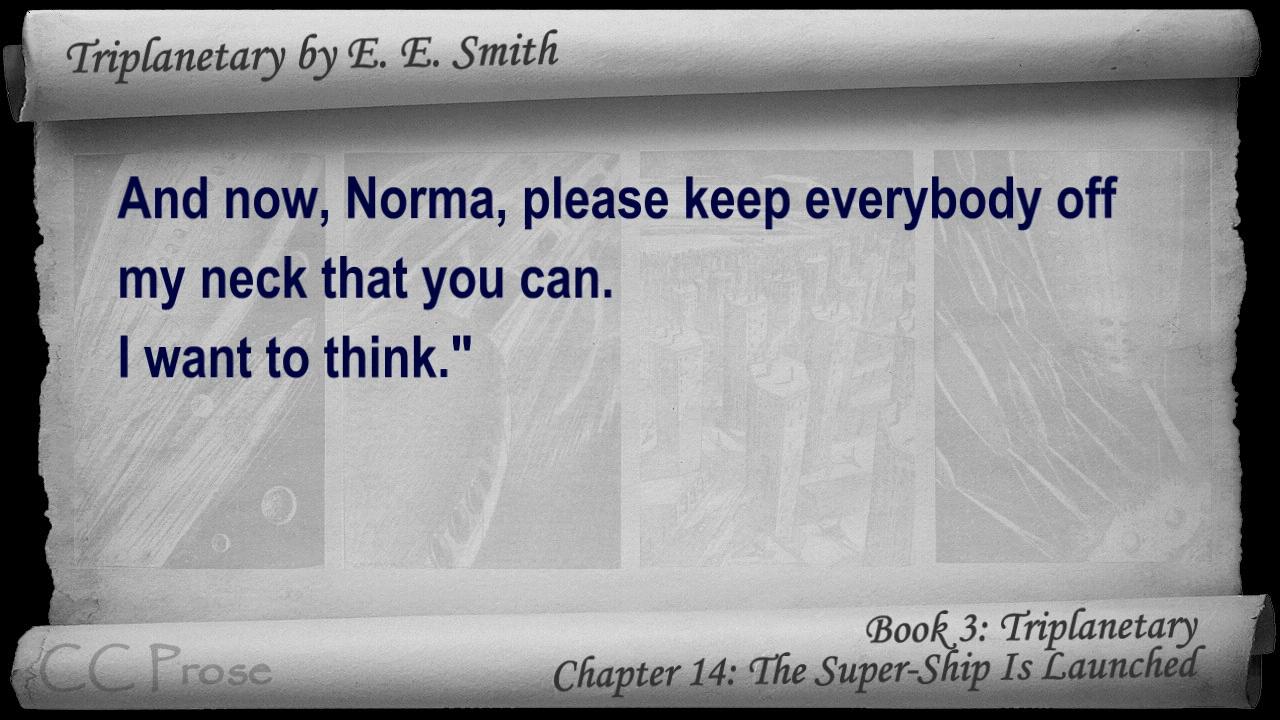 Triplanetary by E. E. Smith
And now, Norma, please keep everybody off
my neck that you can.
I want to think."
Book 3: Triplanetary
Chapter 14: The Super-Ship Is Launched
CC Prose